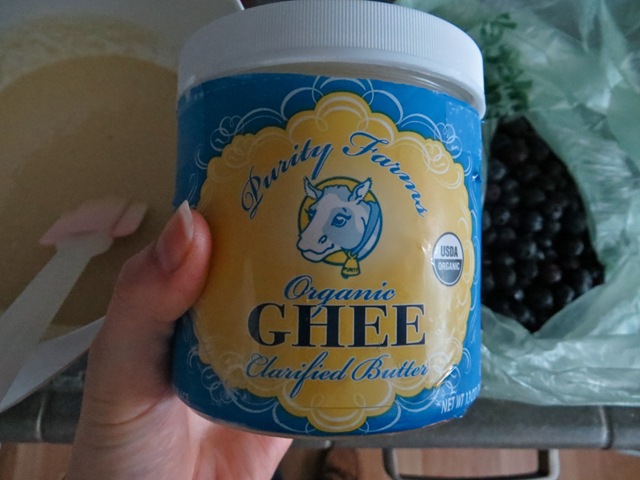 Purity Farms
USDA
ORGANIC
Organic
GHEE
Clarified Butter
NET WT